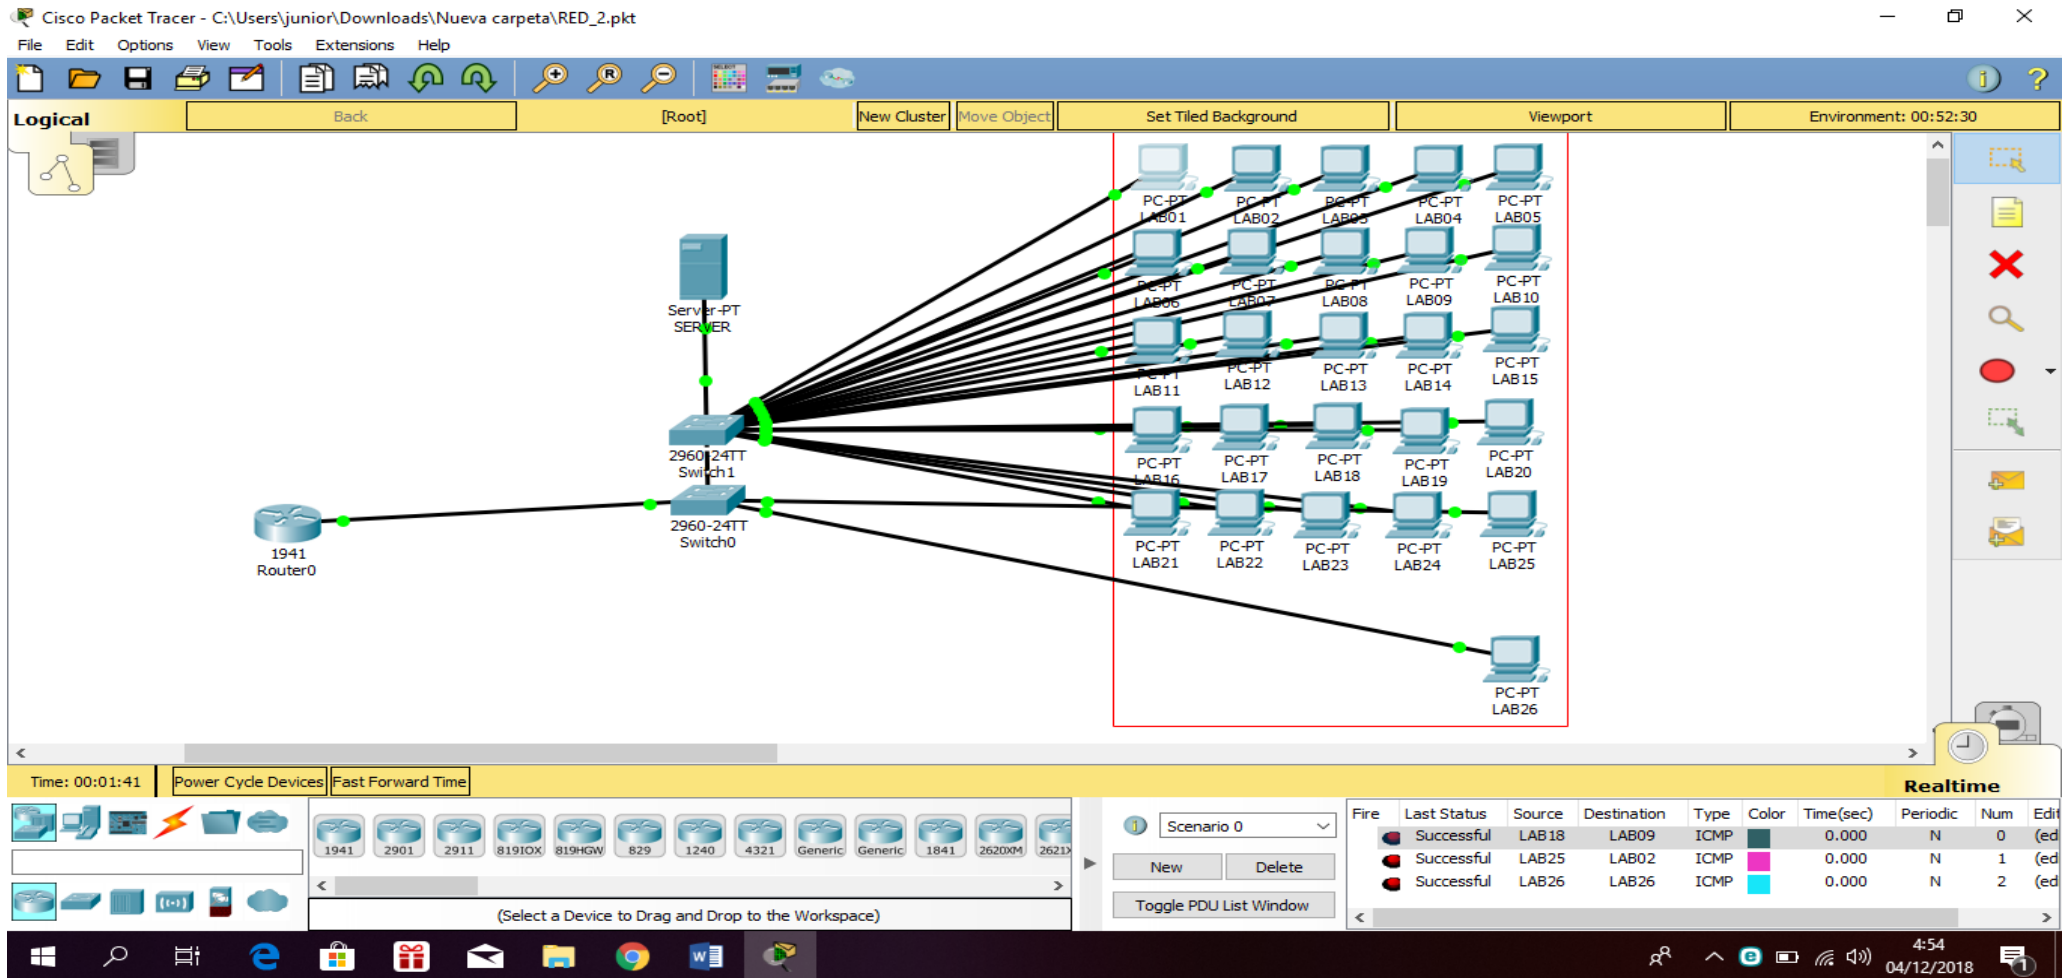 Cisco Packet Tracer - C:\Users\junior\Downloads\Nueva carpeta\RED_2.pkt
File Edit Options View Tools Extensions Help
Logical
Back
[Root]
New Cluster
Move Object
Set Tiled Background
Viewport
Environment: 00:52:30
PC-PT
LAB01
PC-PT
LAB02
PC-PT
LAB03
PC-PT
LAB04
PC-PT
LAB05
PC-PT
LAB06
PC-PT
LAB07
PC-PT
LAB08
PC-PT
LAB09
PC-PT
LAB10
Server-PT
SERVER
PC-PT
LAB11
PC-PT
LAB12
PC-PT
LAB13
PC-PT
LAB14
PC-PT
LAB15
2960-24TT
Switch1
PC-PT
LAB16
PC-PT
LAB17
PC-PT
LAB18
PC-PT
LAB19
PC-PT
LAB20
1941
Router0
2960-24TT
Switch0
PC-PT
LAB21
PC-PT
LAB22
PC-PT
LAB23
PC-PT
LAB24
PC-PT
LAB25
PC-PT
LAB26
Time: 00:01:41
Power Cycle Devices
Fast Forward Time
Realtime
1941 2901 2911 819IOX 819HGW 829 1240 4321 Generic Generic 1841 2620XM 2621X
(Select a Device to Drag and Drop to the Workspace)
Scenario 0
New
Delete
Toggle PDU List Window
Fire Last Status Source Destination Type Color Time(sec) Periodic Num Edit
Successful LAB18 LAB09 ICMP 0.000 N 0 (ed
Successful LAB25 LAB02 ICMP 0.000 N 1 (ed
Successful LAB26 LAB26 ICMP 0.000 N 2 (ed
4:54
04/12/2018
1